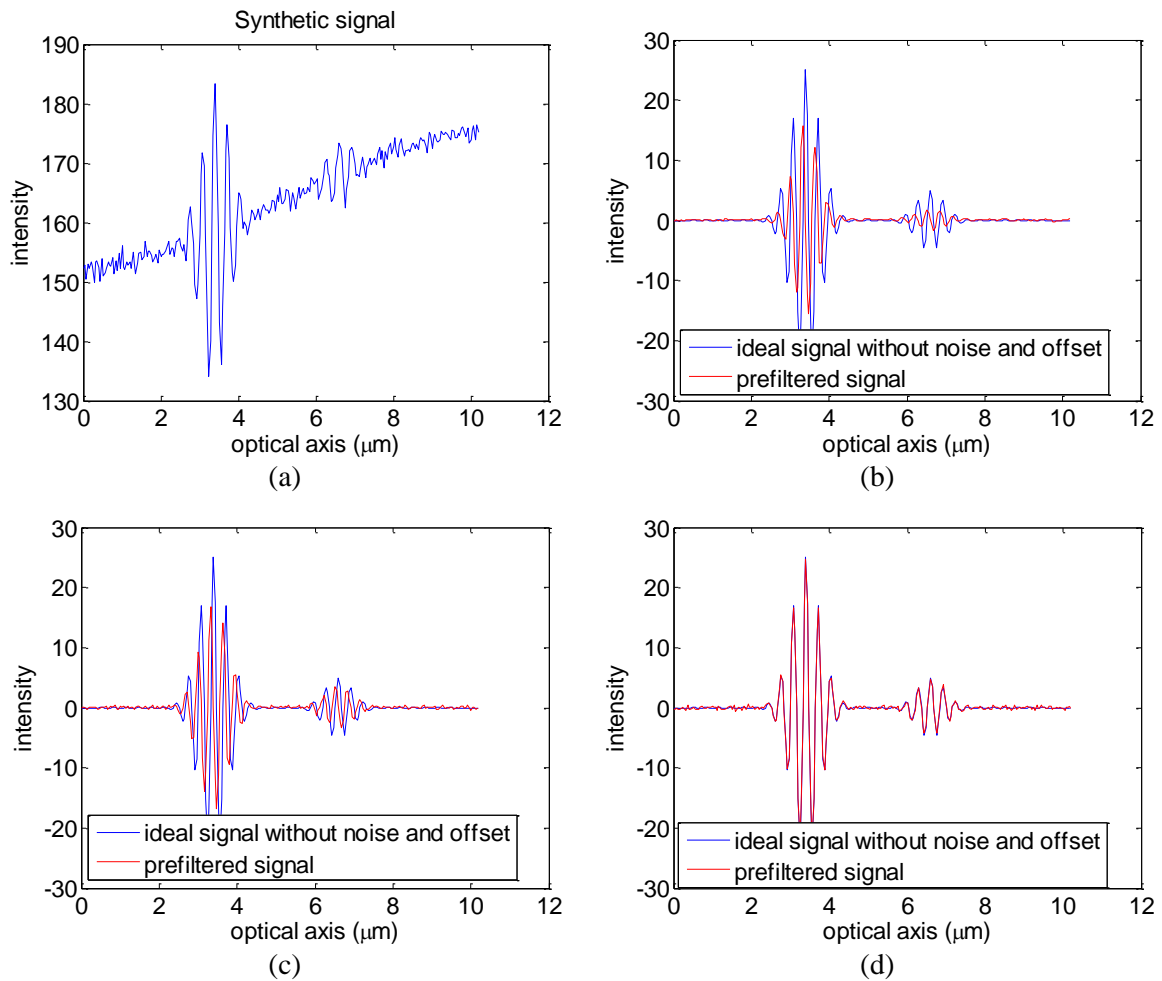 Synthetic signal
190
180
170
160
150
140
130
intensity
0 2 4 6 8 10 12
optical axis (μm)
(a)
30
20
10
0
-10
-20
-30
intensity
ideal signal without noise and offset
prefiltered signal
0 2 4 6 8 10 12
optical axis (μm)
(b)
30
20
10
0
-10
-20
-30
intensity
ideal signal without noise and offset
prefiltered signal
0 2 4 6 8 10 12
optical axis (μm)
(c)
30
20
10
0
-10
-20
-30
intensity
ideal signal without noise and offset
prefiltered signal
0 2 4 6 8 10 12
optical axis (μm)
(d)